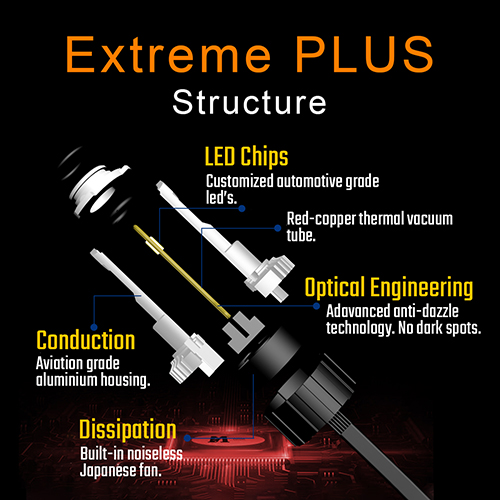 Extreme PLUS
Structure
LED Chips
Customized automotive grade
led's.
Red-copper thermal vacuum
tube.
Optical Engineering
Adavanced anti-dazzle
technology. No dark spots.
Conduction
Aviation grade
aluminium housing.
Dissipation
Built-in noiseless
Japanese fan.